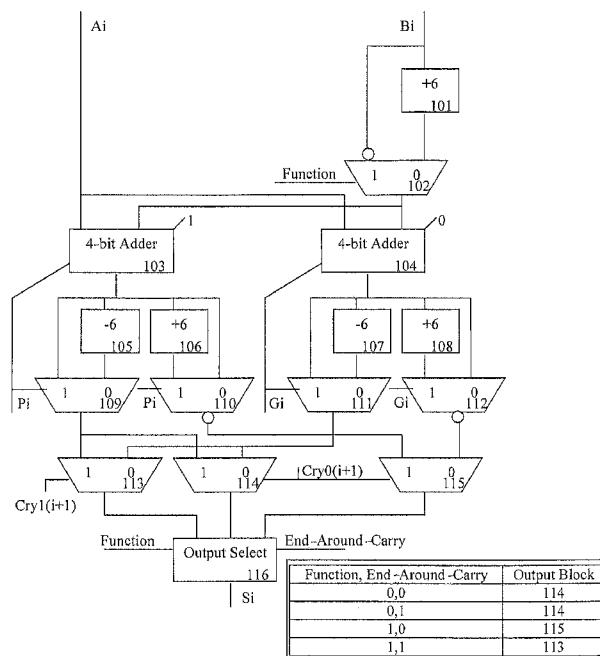 Ai
Bi
+6
101
Function
1 0
102
1
0
4-bit Adder
103
4-bit Adder
104
-6
105
+6
106
-6
107
+6
108
Pi
1 0
109
Pi
1 0
110
Gi
1 0
111
Gi
1 0
112
1 0
113
1 0
114
1 0
115
Cry1(i+1)
Cry0(i+1)
Function
Output Select
116
End-Around-Carry
Si
Function, End-Around-Carry Output Block
0,0 114
0,1 114
1,0 115
1,1 113